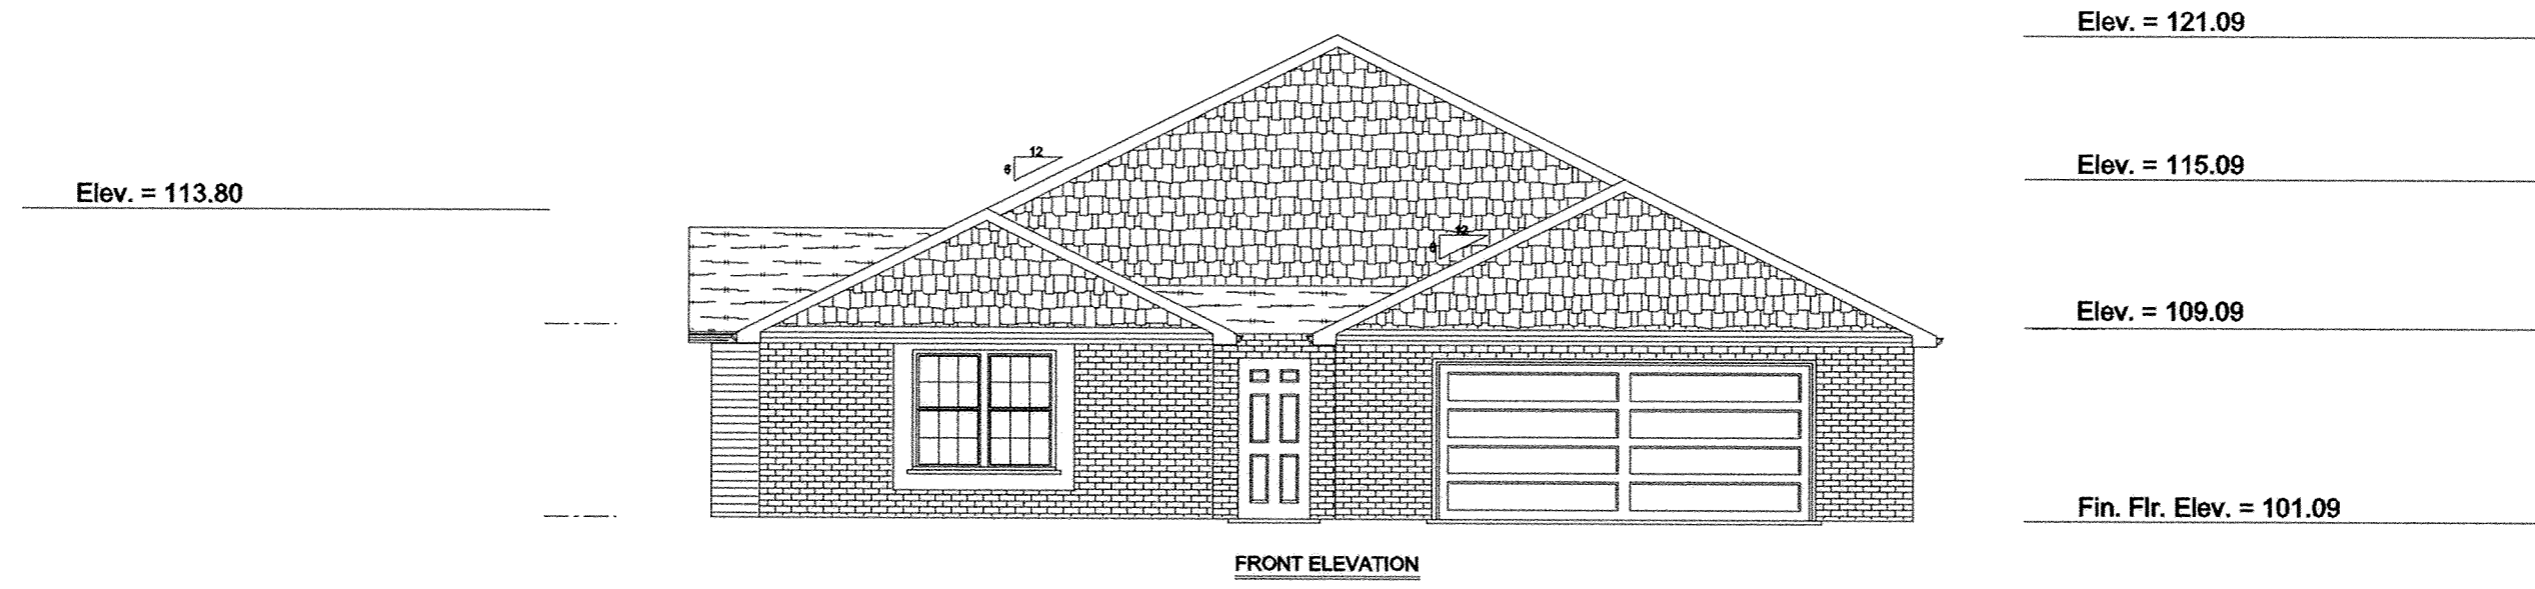 Elev. = 121.09
12
6
Elev. = 115.09
Elev. = 113.80
12
6
Elev. = 109.09
Fin. Flr. Elev. = 101.09
FRONT ELEVATION